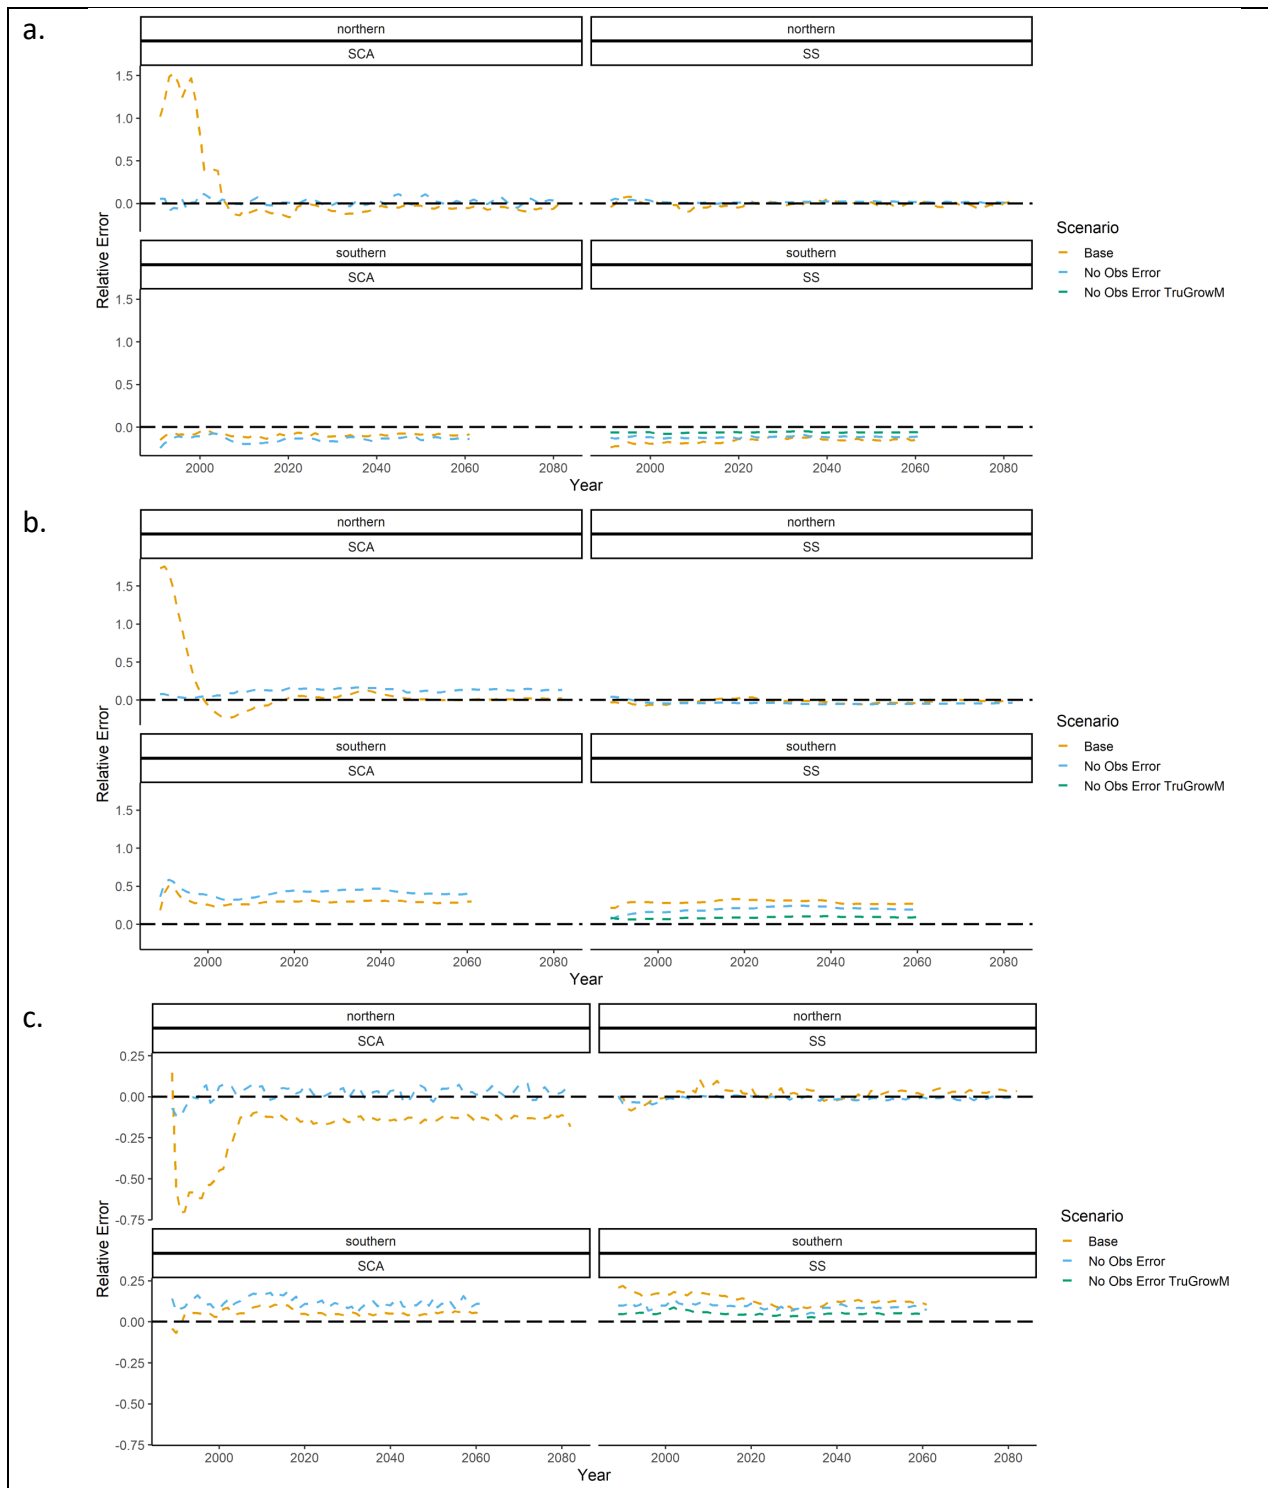 a.
northern northern
SCA SS
1.5
1.0
0.5
0.0
southern southern
SCA SS
1.5
1.0
0.5
0.0
2000 2020 2040 2060 2080 2000 2020 2040 2060 2080
Year
Relative Error
Scenario
Base
No Obs Error
No Obs Error TruGrowM
b.
northern northern
SCA SS
1.5
1.0
0.5
0.0
southern southern
SCA SS
1.5
1.0
0.5
0.0
2000 2020 2040 2060 2080 2000 2020 2040 2060 2080
Year
Relative Error
Scenario
Base
No Obs Error
No Obs Error TruGrowM
c.
northern northern
SCA SS
0.25
0.00
-0.25
-0.50
-0.75
southern southern
SCA SS
0.25
0.00
-0.25
-0.50
-0.75
2000 2020 2040 2060 2080 2000 2020 2040 2060 2080
Year
Relative Error
Scenario
Base
No Obs Error
No Obs Error TruGrowM